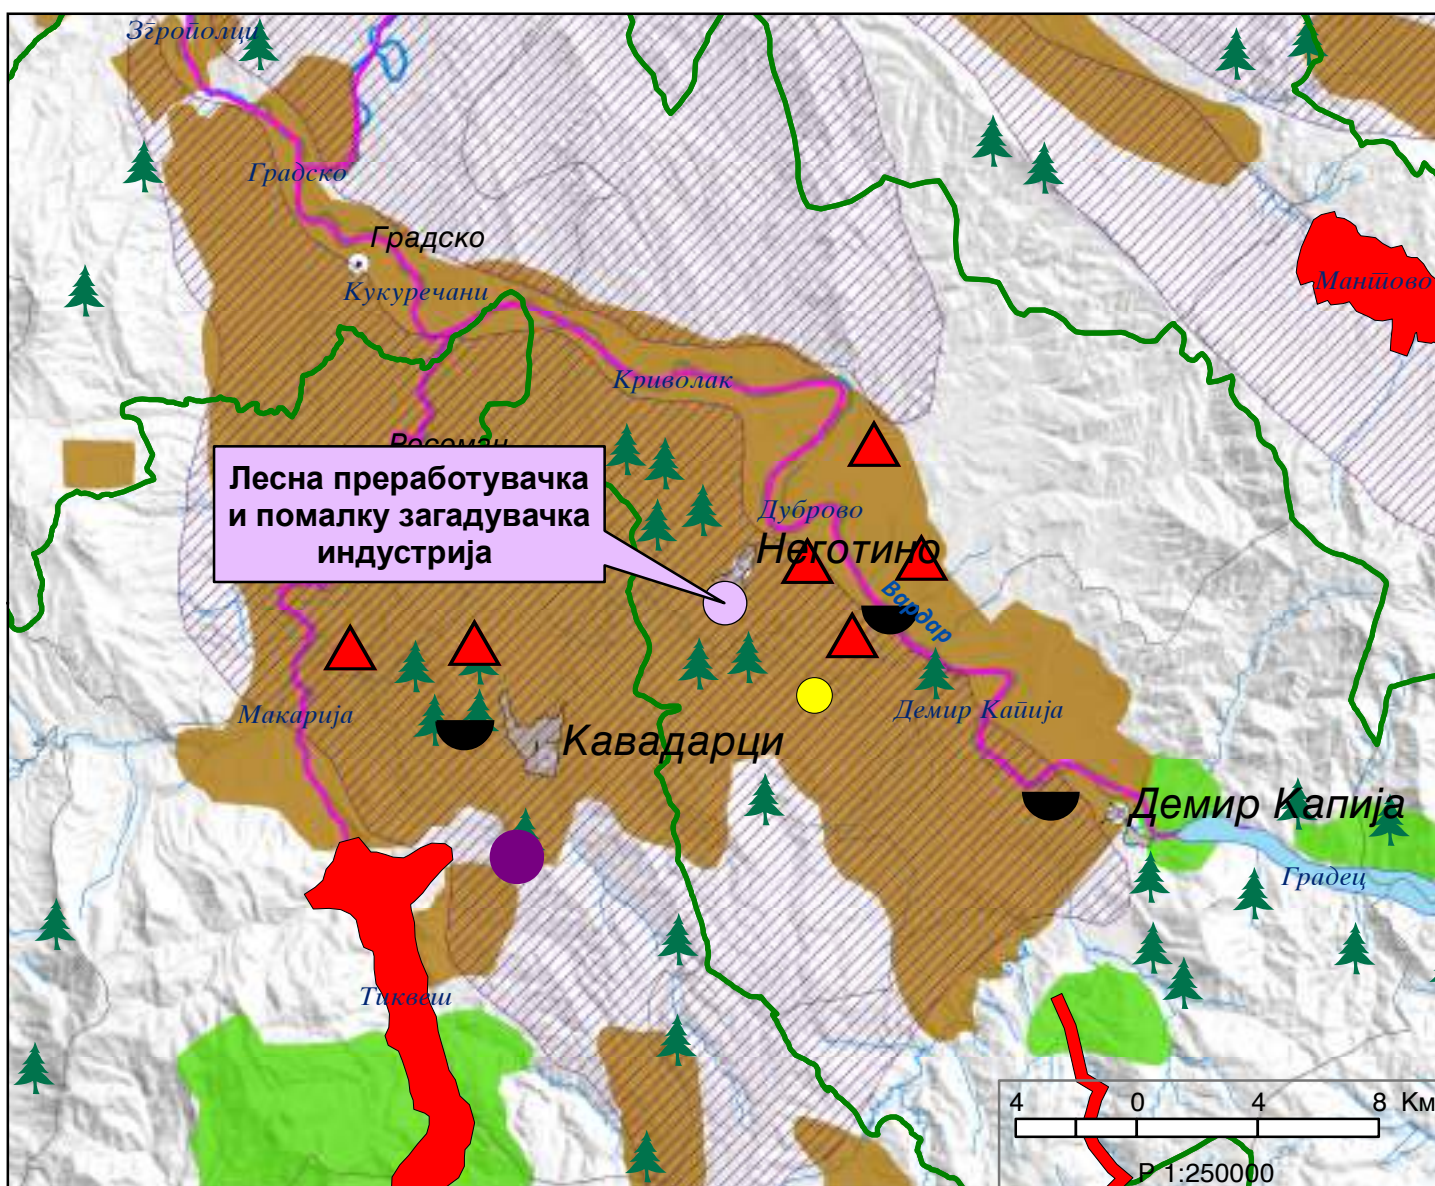 Згрополци
Градско
Градско
Кукуречани
Маншово
Криволак
Росоман
Лесна преработувачка
и помалку загадувачка
индустрија
Дуброво
Неготино
Вардар
Макарија
Демир Капија
Кавадарци
Демир Капија
Градец
Тиквеш
4 0 4 8 Км
Р 1:250000